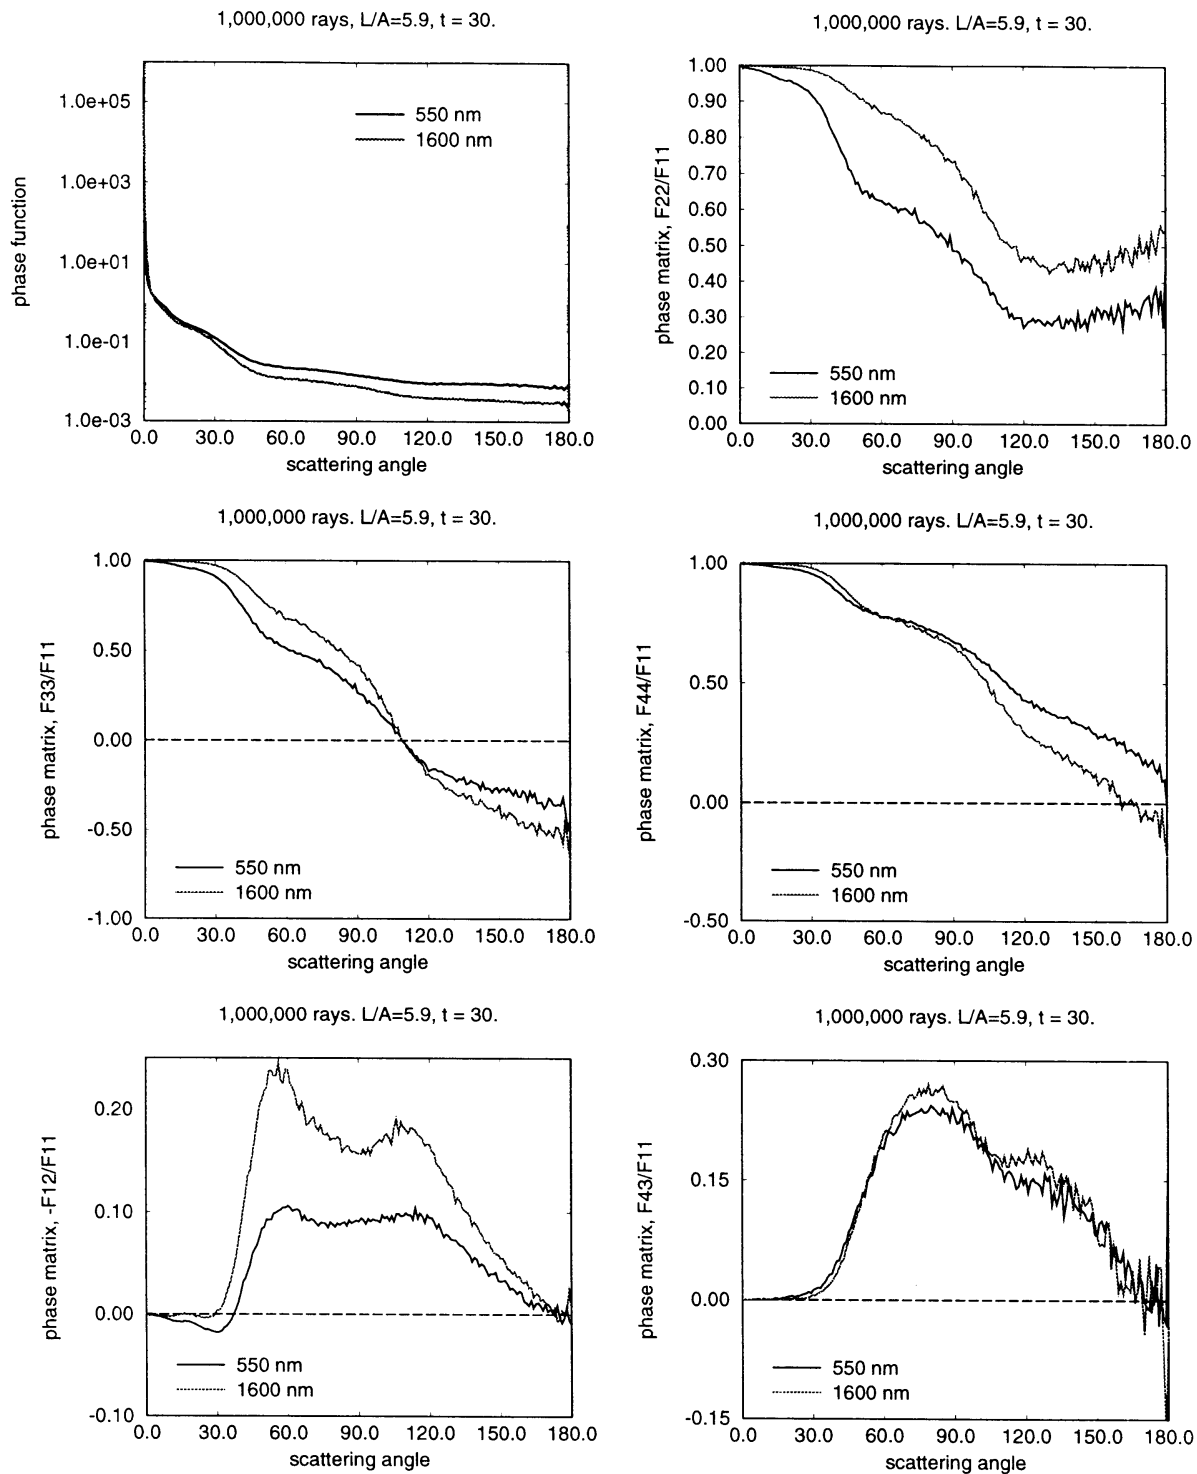 1,000,000 rays, L/A=5.9, t = 30.
phase function
1.0e+05
1.0e+03
1.0e+01
1.0e-01
1.0e-03
550 nm
1600 nm
0.0 30.0 60.0 90.0 120.0 150.0 180.0
scattering angle
1,000,000 rays. L/A=5.9, t = 30.
phase matrix, F22/F11
1.00
0.90
0.80
0.70
0.60
0.50
0.40
0.30
0.20
0.10
0.00
550 nm
1600 nm
0.0 30.0 60.0 90.0 120.0 150.0 180.0
scattering angle
1,000,000 rays. L/A=5.9, t = 30.
phase matrix, F33/F11
1.00
0.50
0.00
-0.50
-1.00
550 nm
1600 nm
0.0 30.0 60.0 90.0 120.0 150.0 180.0
scattering angle
1,000,000 rays. L/A=5.9, t = 30.
phase matrix, F44/F11
1.00
0.50
0.00
-0.50
550 nm
1600 nm
0.0 30.0 60.0 90.0 120.0 150.0 180.0
scattering angle
1,000,000 rays. L/A=5.9, t = 30.
phase matrix, -F12/F11
0.20
0.10
0.00
-0.10
550 nm
1600 nm
0.0 30.0 60.0 90.0 120.0 150.0 180.0
scattering angle
1,000,000 rays. L/A=5.9, t = 30.
phase matrix, F43/F11
0.30
0.15
0.00
-0.15
550 nm
1600 nm
0.0 30.0 60.0 90.0 120.0 150.0 180.0
scattering angle